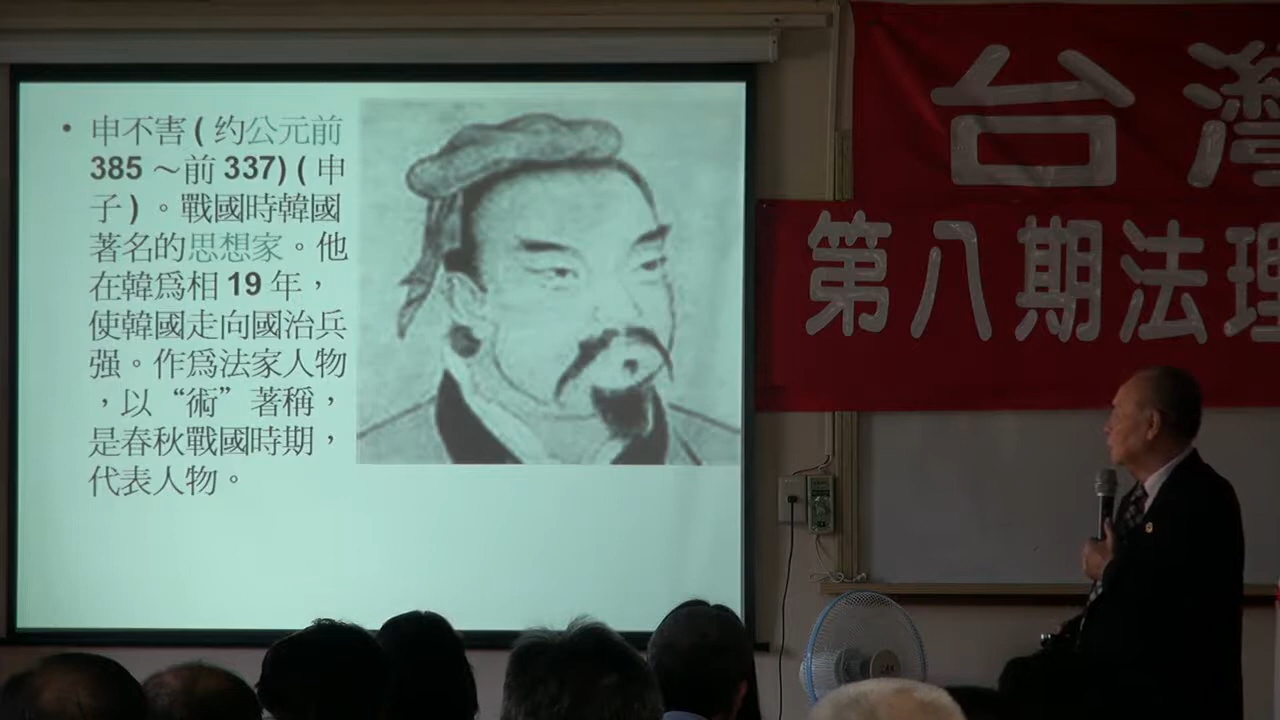 • 申不害 ( 约公元前
385 ～前 337) ( 申
子 ) 。戰國時韓國
著名的思想家。他
在韓爲相 19 年，
使韓國走向國治兵
强。作爲法家人物
，以“術”著稱，
是春秋戰國時期，
代表人物。
台灣
第八期法理